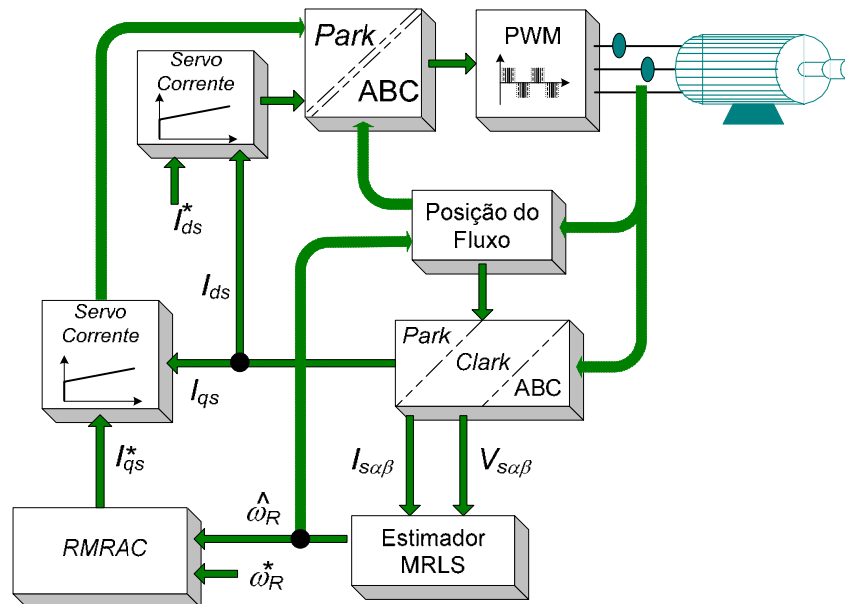 Servo
Corrente
Park
ABC
PWM
I*ds
Posição do
Fluxo
Ids
Servo
Corrente
Park
Clark
ABC
Iqs
I*qs
Isαβ
Vsαβ
ω̂R
RMRAC
Estimador
MRLS
ω*R